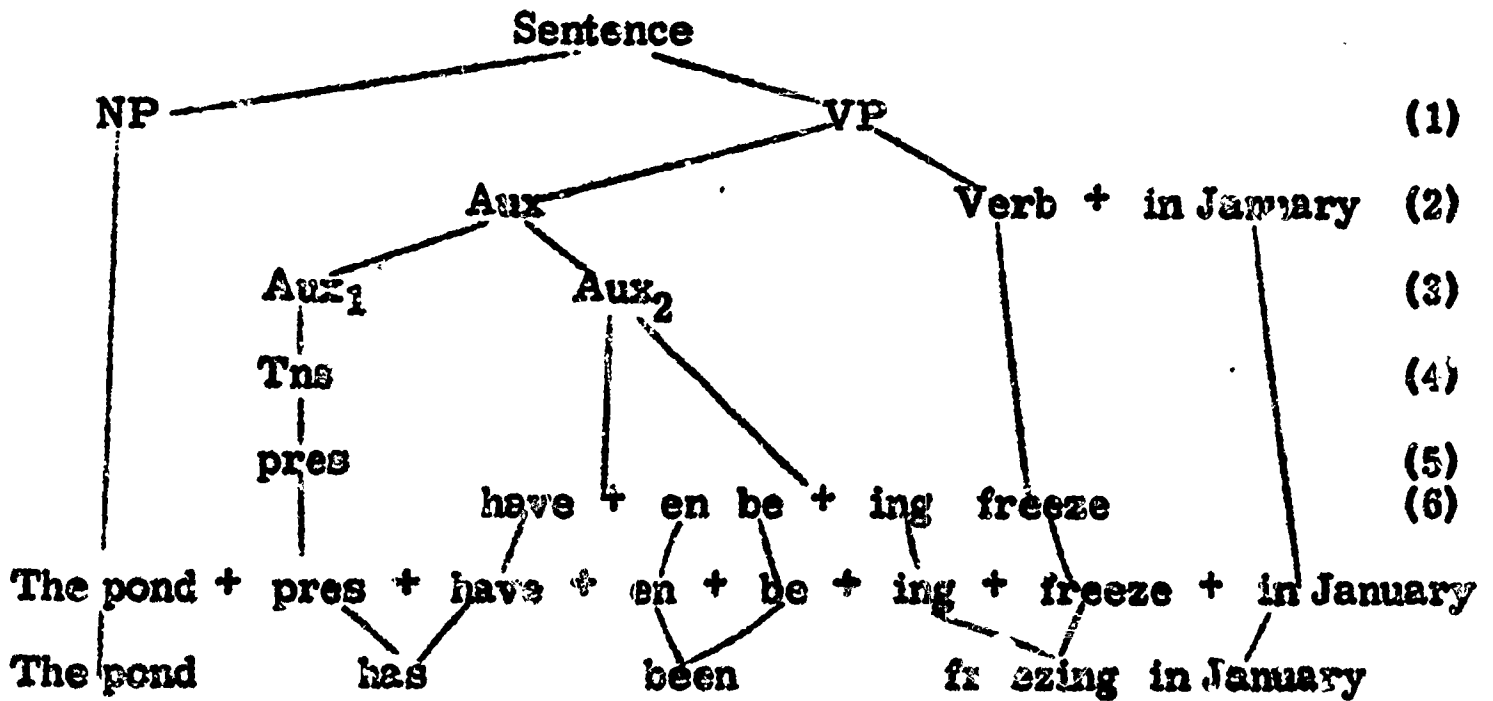 Sentence
NP VP (1)
Aux Verb + in January (2)
Aux1 Aux2 (3)
Tns (4)
pres (5)
have + en be + ing freeze (6)
The pond + pres + have + en + be + ing + freeze + in January
The pond has been fr ezing in January